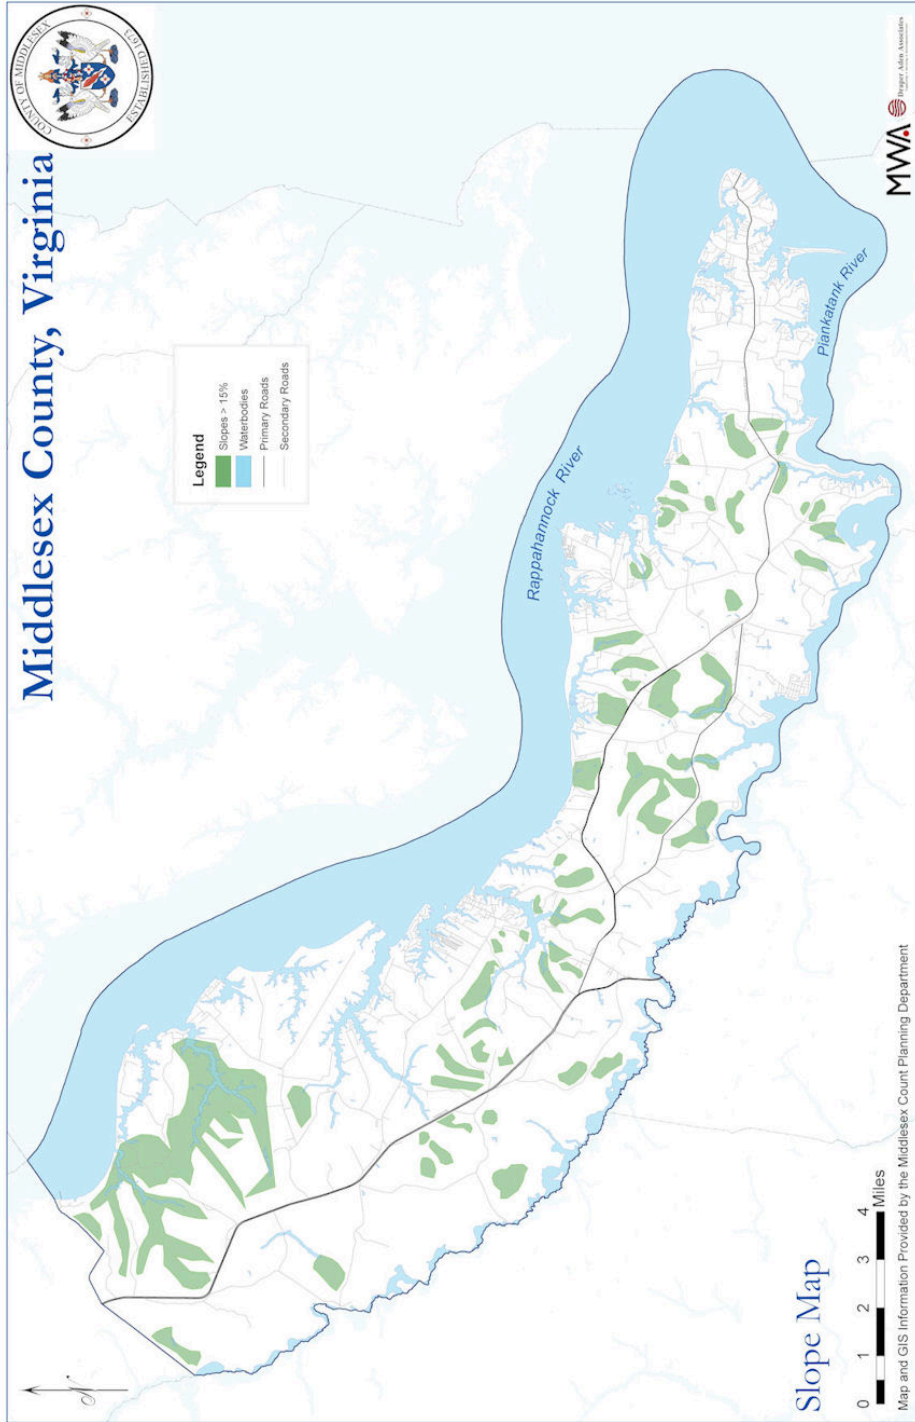 Middlesex County, Virginia
COUNTY OF MIDDLESEX
ESTABLISHED 1673
Legend
Slopes > 15%
Waterbodies
Primary Roads
Secondary Roads
Rappahannock River
Piankatank River
N
Slope Map
0 1 2 3 4
Miles
Map and GIS Information Provided by the Middlesex Count Planning Department
MWA
Draper Aden Associates